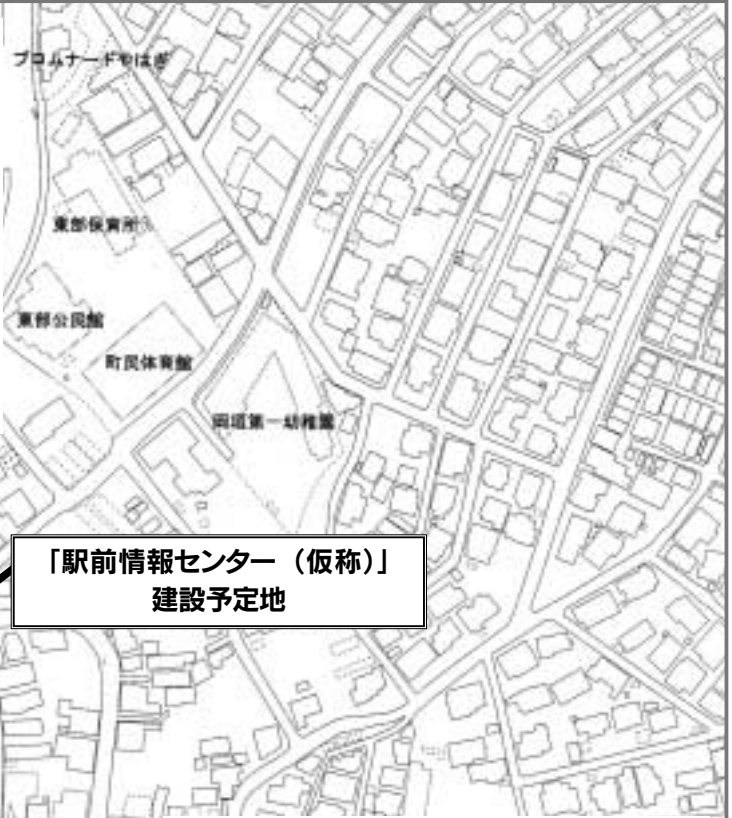 プロムナードやはぎ
東部保育所
東部公民館
町民体育館
第一幼稚園
「駅前情報センター（仮称）」
建設予定地